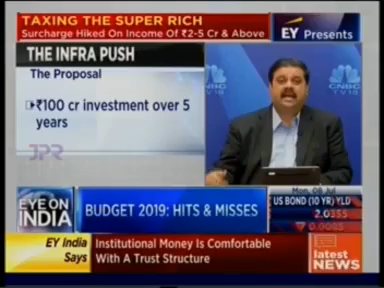 TAXING THE SUPER RICH
Surcharge Hiked On Income Of ₹2-5 Cr & Above
EY Presents
THE INFRA PUSH
The Proposal
₹100 cr investment over 5
years
JPR
CNBC
TV18
EYE ON
INDIA
BUDGET 2019: HITS & MISSES
Mon, 08 Jul
US BOND (10 YR) YLD
2.0355
▼0.0085
EY India
Says
Institutional Money Is Comfortable
With A Trust Structure
latest
NEWS